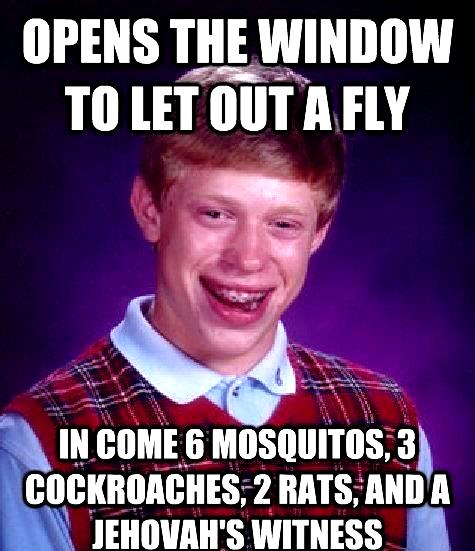 OPENS THE WINDOW
TO LET OUT A FLY
IN COME 6 MOSQUITOS, 3
COCKROACHES, 2 RATS, AND A
JEHOVAH'S WITNESS